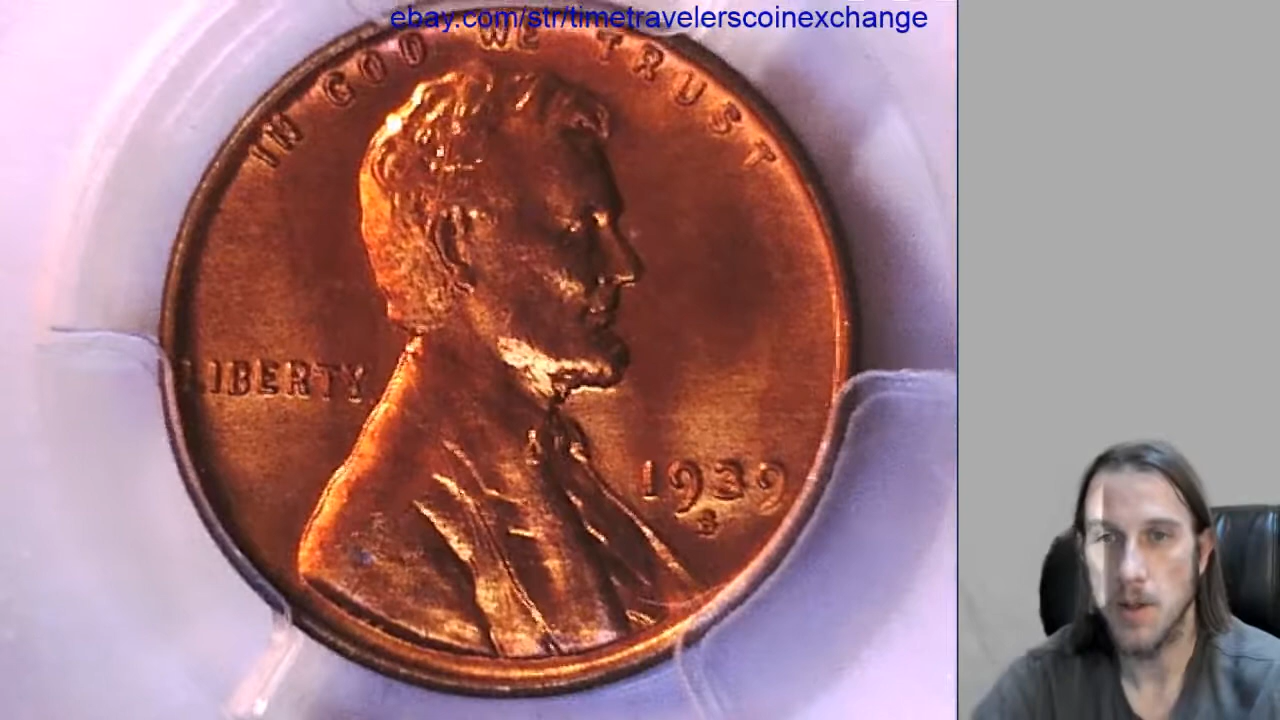 ebay.com/str/timetravelerscoinexchange
IN GOD WE TRUST
LIBERTY
1939
S